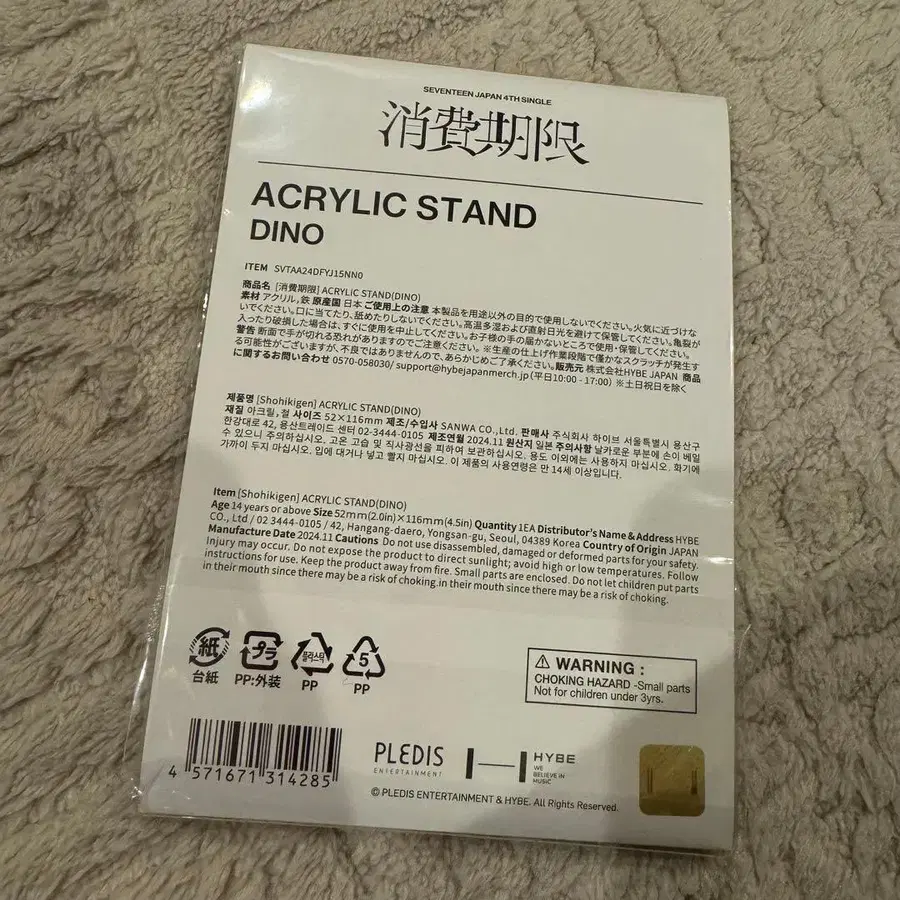 SEVENTEEN JAPAN 4TH SINGLE
消費期限
ACRYLIC STAND
DINO
ITEM SVTAA24DFYJ15NN0
商品名 [消費期限] ACRYLIC STAND(DINO)
素材 アクリル,鉄 原産国 日本 ご使用上の注意 本製品を用途以外の目的で使用しないでください。火気に近づけな
いでください。口に当てたり、舐めたりしないでください。高温多湿および直射日光を避けて保管してください。亀裂が
入ったり破損した場合は、すぐに使用を中止してください。お子様の手の届かないところで使用・保管してください。
警告 断面で手が切れる恐れがありますのでご注意ください。 ※生産の仕上げ作業段階で僅かなスクラッチが発生す
る可能性がございますが、不良ではありませんので、あらかじめご了承ください。販売元 株式会社HYBE JAPAN 商品
に関するお問い合わせ 0570-058030/ support@hybejapanmerch.jp (平日10:00 - 17:00) ※土日祝日を除く
제품명 [Shohikigen] ACRYLIC STAND(DINO)
재질 아크릴, 철 사이즈 52×116mm 제조/수입사 SANWA CO.,Ltd. 판매사 주식회사 하이브 서울특별시 용산구
한강대로 42, 용산트레이드 센터 02-3444-0105 제조연월 2024.11 원산지 일본 주의사항 날카로운 부분에 손이 베일
수 있으니 주의하십시오. 고온 고습 및 직사광선을 피하여 보관하십시오. 용도 이외에는 사용하지 마십시오. 화기에
가까이 두지 마십시오. 입에 대거나 넣고 빨지 마십시오. 이 제품의 사용연령은 만 14세 이상입니다.
Item [Shohikigen] ACRYLIC STAND(DINO)
Age 14 years or above Size 52mm(2.0in)×116mm(4.5in) Quantity 1EA Distributor's Name & Address HYBE
CO., Ltd / 02 3444-0105 / 42, Hangang-daero, Yongsan-gu, Seoul, 04389 Korea Country of Origin JAPAN
Manufacture Date 2024.11 Cautions Do not use disassembled, damaged or deformed parts for your safety.
Injury may occur. Do not expose the product to direct sunlight; avoid high or low temperatures. Follow
instructions for use. Keep the product away from fire. Small parts are enclosed. Do not let children put parts
in their mouth since there may be a risk of choking.in their mouth since there may be a risk of choking.
紙
台紙
プラ
PP:外装
플라스틱
PP
5
PP
⚠ WARNING :
CHOKING HAZARD -Small parts
Not for children under 3yrs.
4 571671 314285
PLEDIS
ENTERTAINMENT
HYBE
WE
BELIEVE IN
MUSIC
© PLEDIS ENTERTAINMENT & HYBE. All Rights Reserved.